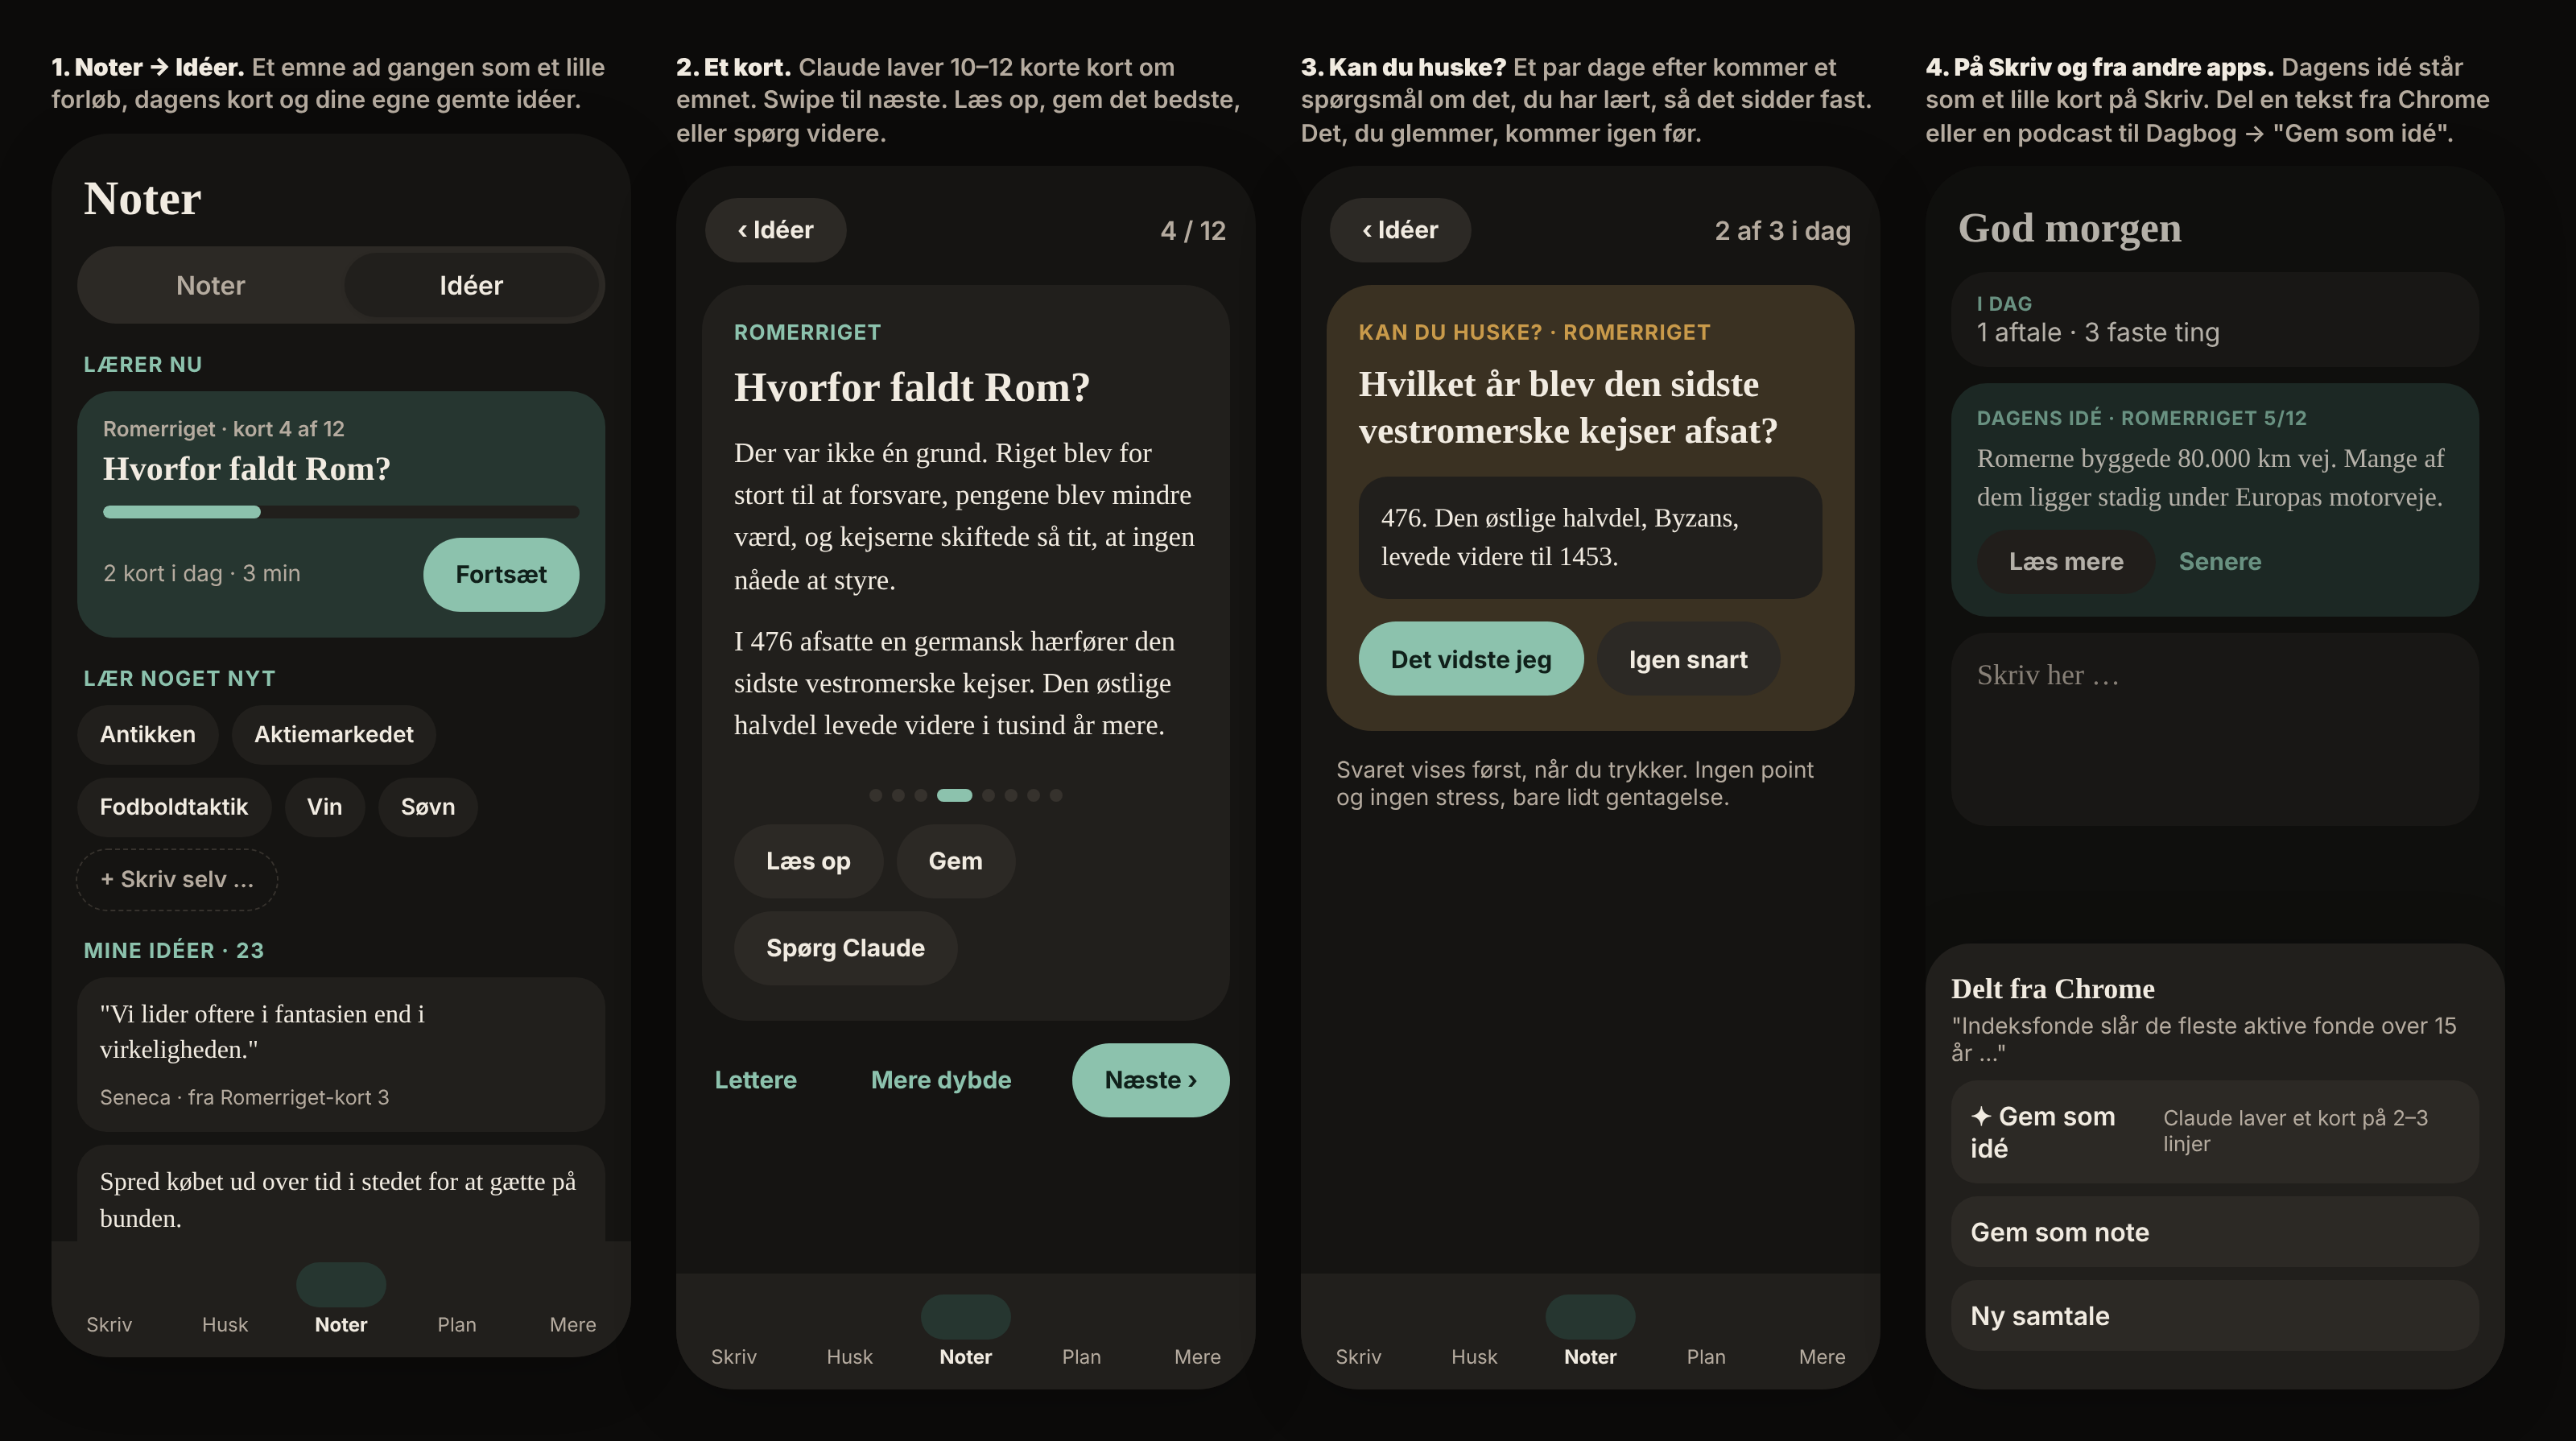 1. Noter → Idéer. Et emne ad gangen som et lille
forløb, dagens kort og dine egne gemte idéer.
Noter
Noter
Idéer
LÆRER NU
Romerriget · kort 4 af 12
Hvorfor faldt Rom?
2 kort i dag · 3 min
Fortsæt
LÆR NOGET NYT
Antikken
Aktiemarkedet
Fodboldtaktik
Vin
Søvn
+ Skriv selv ...
MINE IDÉER · 23
"Vi lider oftere i fantasien end i
virkeligheden."
Seneca · fra Romerriget-kort 3
Spred købet ud over tid i stedet for at gætte på
bunden.
Skriv
Husk
Noter
Plan
Mere
2. Et kort. Claude laver 10–12 korte kort om
emnet. Swipe til næste. Læs op, gem det bedste,
eller spørg videre.
‹ Idéer
4 / 12
ROMERRIGET
Hvorfor faldt Rom?
Der var ikke én grund. Riget blev for
stort til at forsvare, pengene blev mindre
værd, og kejserne skiftede så tit, at ingen
nåede at styre.
I 476 afsatte en germansk hærfører den
sidste vestromerske kejser. Den østlige
halvdel levede videre i tusind år mere.
Læs op
Gem
Spørg Claude
Lettere
Mere dybde
Næste ›
Skriv
Husk
Noter
Plan
Mere
3. Kan du huske? Et par dage efter kommer et
spørgsmål om det, du har lært, så det sidder fast.
Det, du glemmer, kommer igen før.
‹ Idéer
2 af 3 i dag
KAN DU HUSKE? · ROMERRIGET
Hvilket år blev den sidste
vestromerske kejser afsat?
476. Den østlige halvdel, Byzans,
levede videre til 1453.
Det vidste jeg
Igen snart
Svaret vises først, når du trykker. Ingen point
og ingen stress, bare lidt gentagelse.
Skriv
Husk
Noter
Plan
Mere
4. På Skriv og fra andre apps. Dagens idé står
som et lille kort på Skriv. Del en tekst fra Chrome
eller en podcast til Dagbog → "Gem som idé".
God morgen
I DAG
1 aftale · 3 faste ting
DAGENS IDÉ · ROMERRIGET 5/12
Romerne byggede 80.000 km vej. Mange af
dem ligger stadig under Europas motorveje.
Læs mere
Senere
Skriv her …
Delt fra Chrome
"Indeksfonde slår de fleste aktive fonde over 15
år ..."
✦ Gem som
idé
Claude laver et kort på 2–3
linjer
Gem som note
Ny samtale